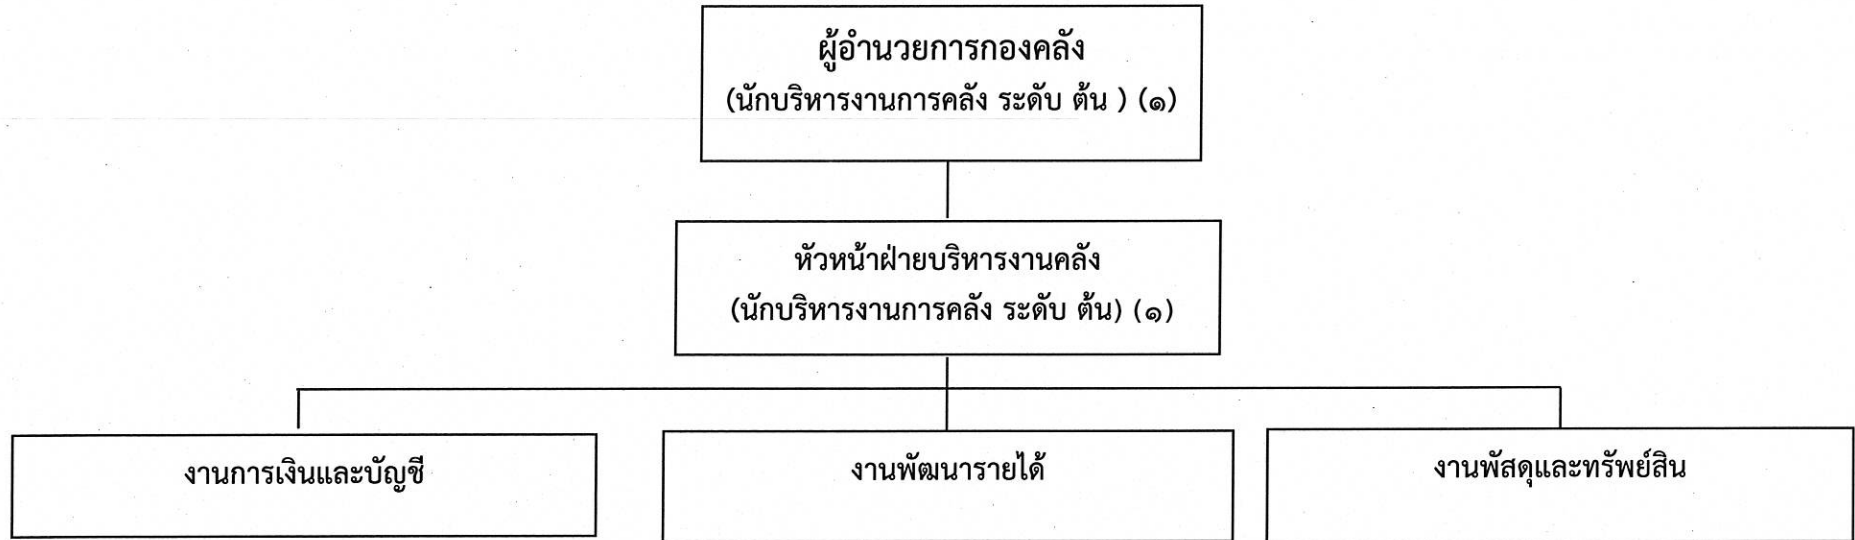 ผู้อำนวยการกองคลัง
(นักบริหารงานการคลัง ระดับ ต้น ) (๑)
หัวหน้าฝ่ายบริหารงานคลัง
(นักบริหารงานการคลัง ระดับ ต้น) (๑)
งานการเงินและบัญชี
งานพัฒนารายได้
งานพัสดุและทรัพย์สิน